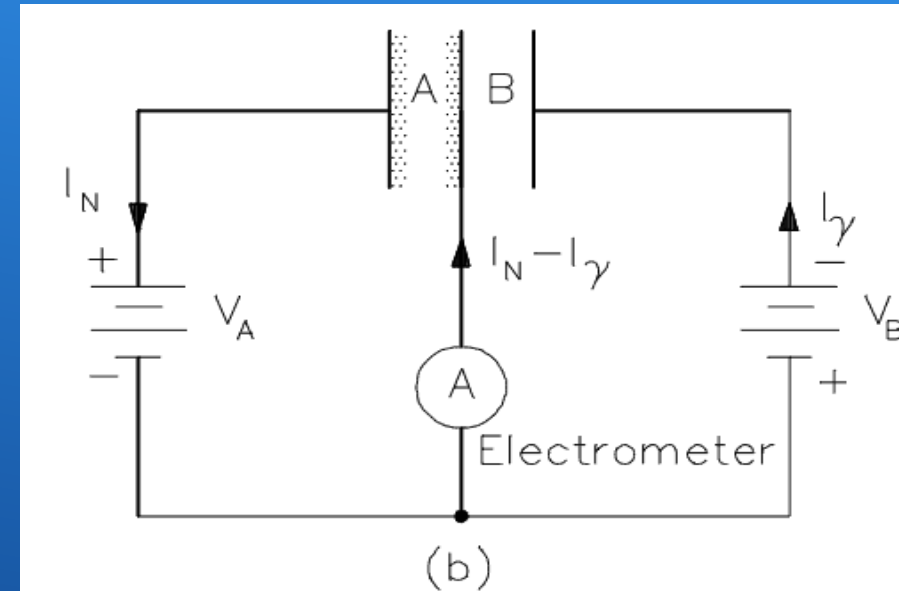 A B
I_N
I_N − I_γ
I_γ
+ −
V_A V_B
− A +
Electrometer
(b)